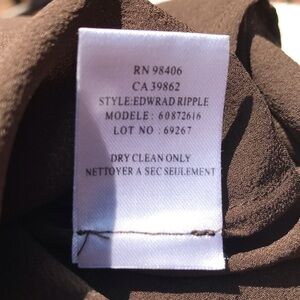 RN 98406
CA 39862
STYLE:EDWRAD RIPPLE
MODELE: 60872616
LOT NO : 69267
DRY CLEAN ONLY
NETTOYER A SEC SEULEMENT